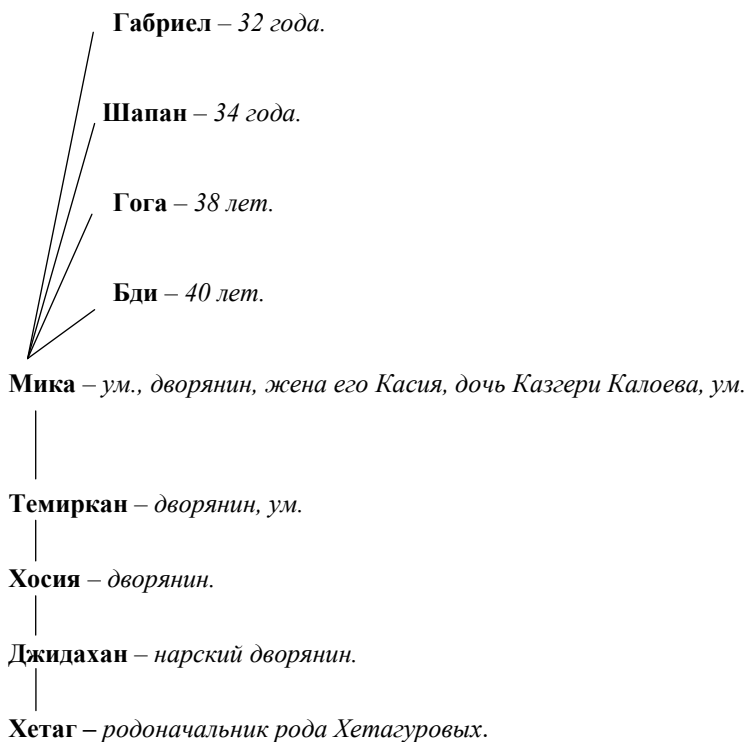 Габриел – 32 года.
Шапан – 34 года.
Гога – 38 лет.
Бди – 40 лет.
Мика – ум., дворянин, жена его Касия, дочь Казгери Калоева, ум.
Темиркан – дворянин, ум.
Хосия – дворянин.
Джидахан – нарский дворянин.
Хетаг – родоначальник рода Хетагуровых.